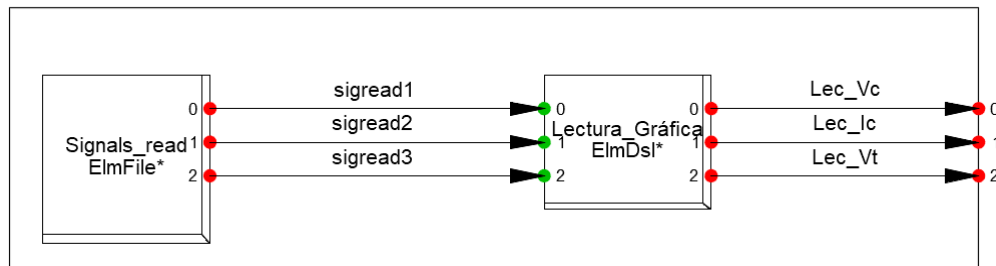 sigread1
Lec_Vc
0
0
0
0
sigread2
Lec_Ic
Signals_read
1
1
Lectura_Gráfica
1
1
ElmFile*
ElmDsl*
sigread3
Lec_Vt
2
2
2
2